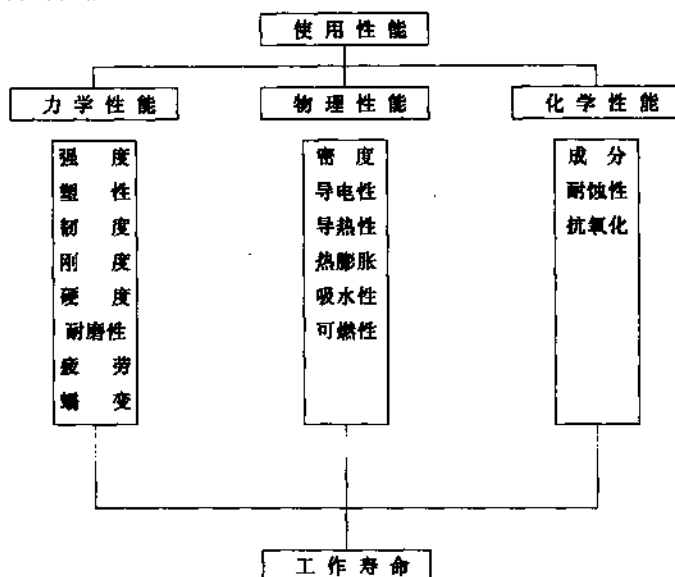 使用性能
力学性能
物理性能
化学性能
强度
塑性
韧度
刚度
硬度
耐磨性
疲劳
蠕变
密度
导电性
导热性
热膨胀
吸水性
可燃性
成分
耐蚀性
抗氧化
工作寿命